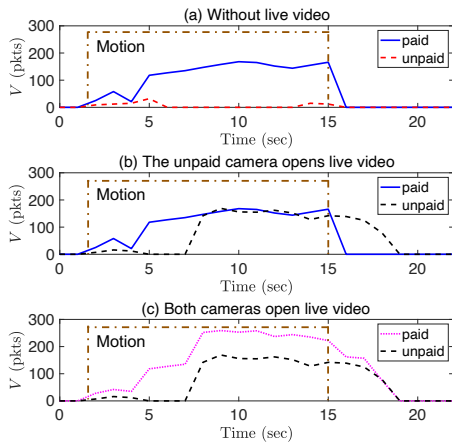 (a) Without live video
300
200
100
0
V (pkts)
Motion
paid
unpaid
0 5 10 15 20
Time (sec)
(b) The unpaid camera opens live video
300
200
100
0
V (pkts)
Motion
paid
unpaid
0 5 10 15 20
Time (sec)
(c) Both cameras open live video
300
200
100
0
V (pkts)
Motion
paid
unpaid
0 5 10 15 20
Time (sec)